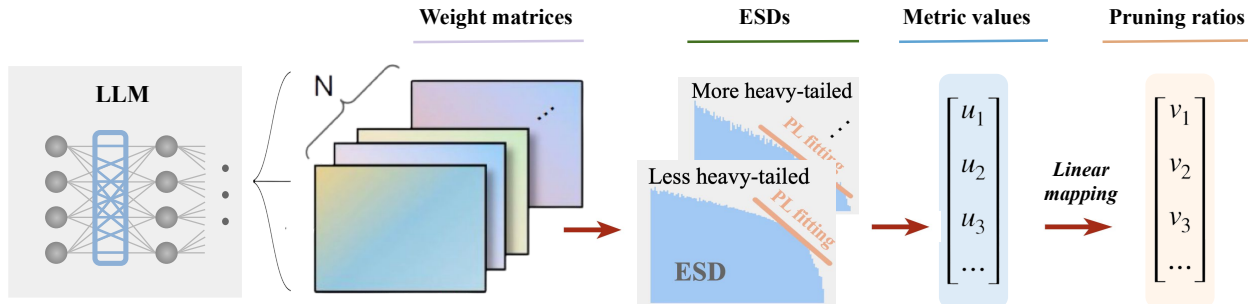 Weight matrices
ESDs
Metric values
Pruning ratios
LLM
N
...
More heavy-tailed
PL fitting
...
Less heavy-tailed
PL fitting
ESD
u1
u2
u3
...
Linear
mapping
v1
v2
v3
...